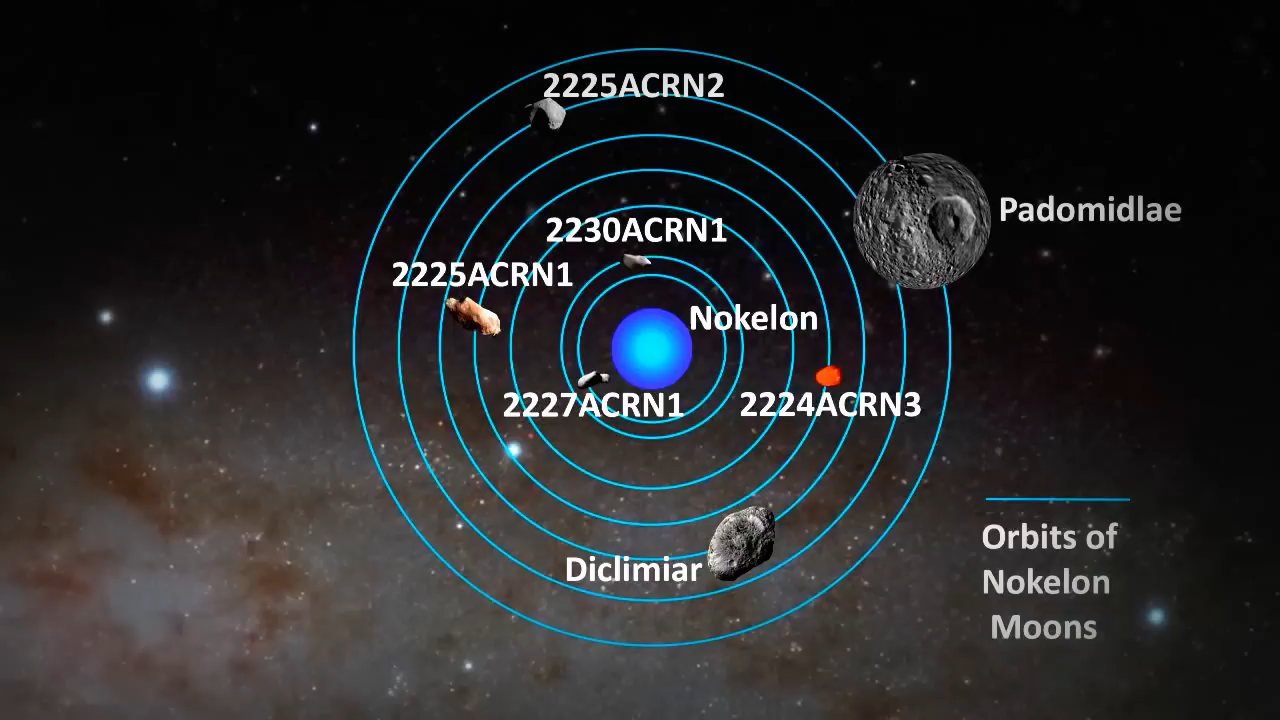 2225ACRN2
Padomidlae
2230ACRN1
2225ACRN1
Nokelon
2227ACRN1
2224ACRN3
Diclimiar
Orbits of
Nokelon
Moons